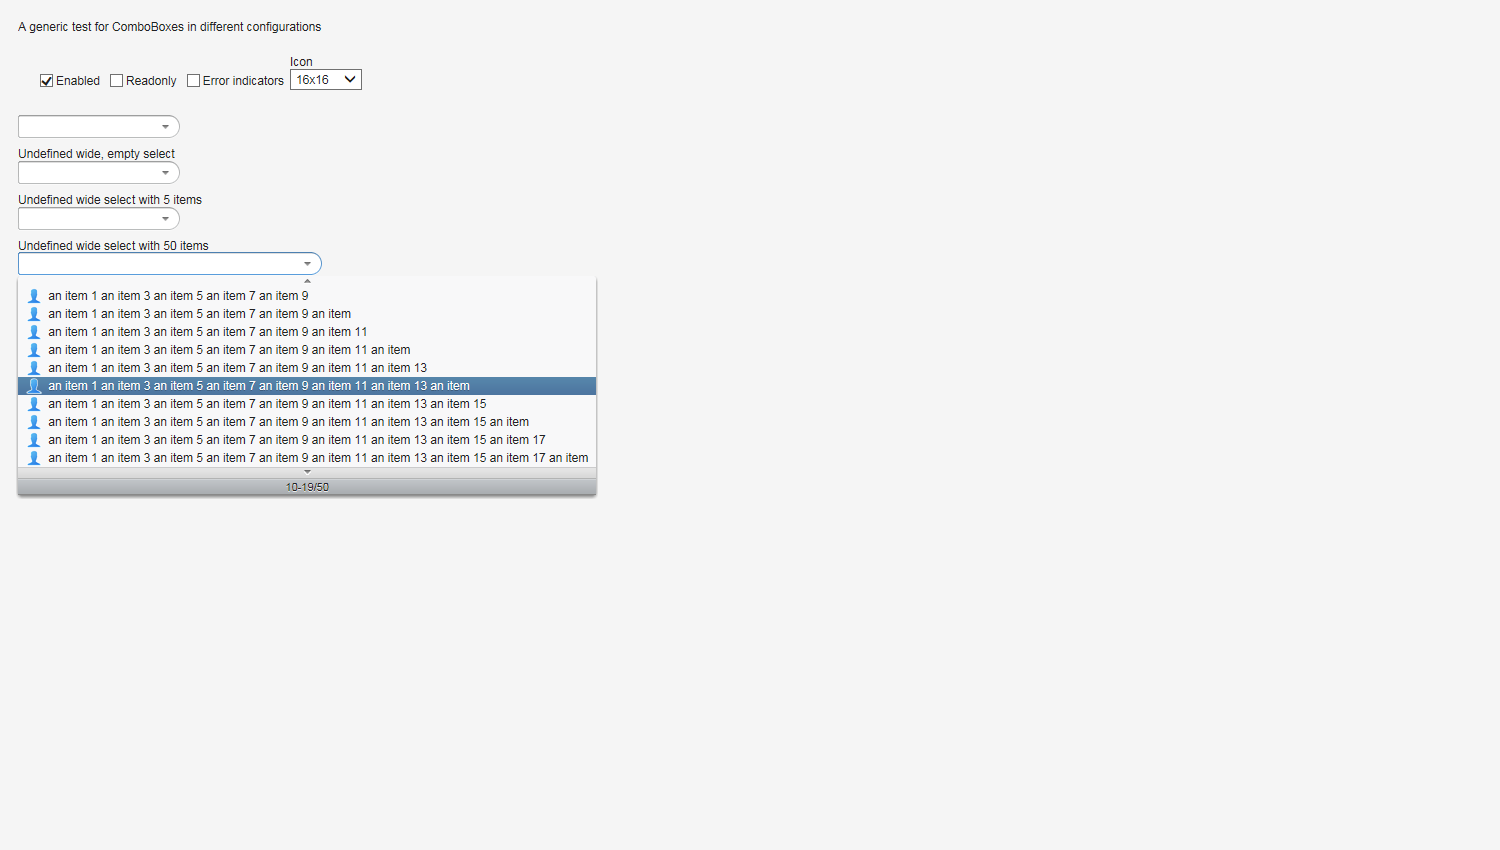 A generic test for ComboBoxes in different configurations
Icon
Enabled Readonly Error indicators 16x16
Undefined wide, empty select
Undefined wide select with 5 items
Undefined wide select with 50 items
an item 1 an item 3 an item 5 an item 7 an item 9
an item 1 an item 3 an item 5 an item 7 an item 9 an item
an item 1 an item 3 an item 5 an item 7 an item 9 an item 11
an item 1 an item 3 an item 5 an item 7 an item 9 an item 11 an item
an item 1 an item 3 an item 5 an item 7 an item 9 an item 11 an item 13
an item 1 an item 3 an item 5 an item 7 an item 9 an item 11 an item 13 an item
an item 1 an item 3 an item 5 an item 7 an item 9 an item 11 an item 13 an item 15
an item 1 an item 3 an item 5 an item 7 an item 9 an item 11 an item 13 an item 15 an item
an item 1 an item 3 an item 5 an item 7 an item 9 an item 11 an item 13 an item 15 an item 17
an item 1 an item 3 an item 5 an item 7 an item 9 an item 11 an item 13 an item 15 an item 17 an item
10-19/50